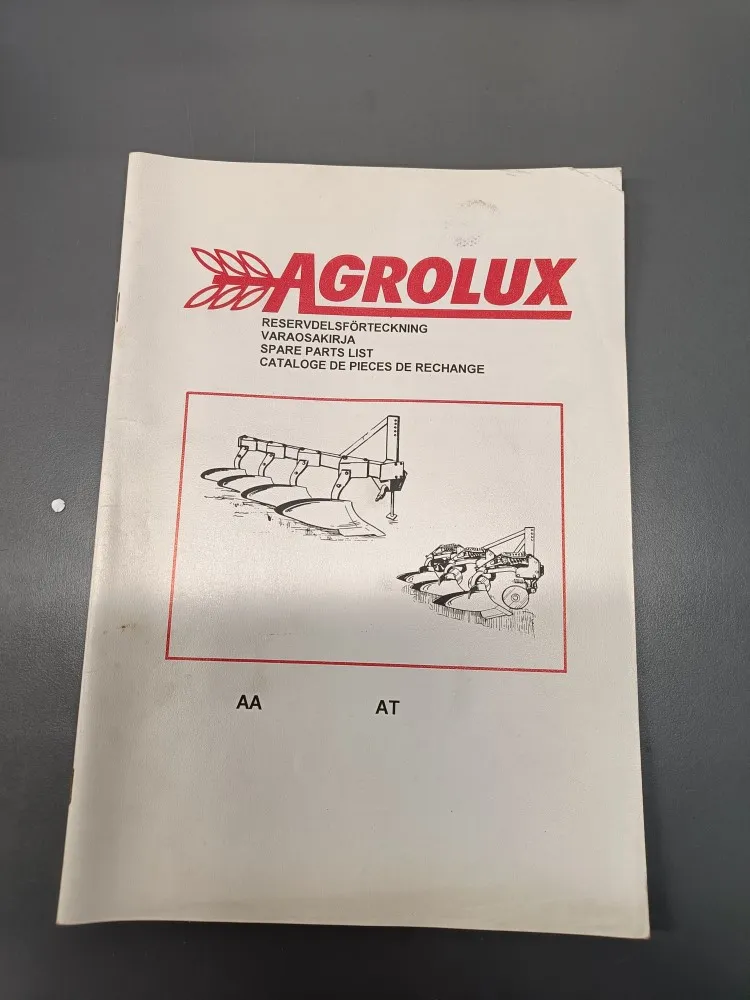 AGROLUX
RESERVDELSFÖRTECKNING
VARAOSAKIRJA
SPARE PARTS LIST
CATALOGE DE PIECES DE RECHANGE
AA AT